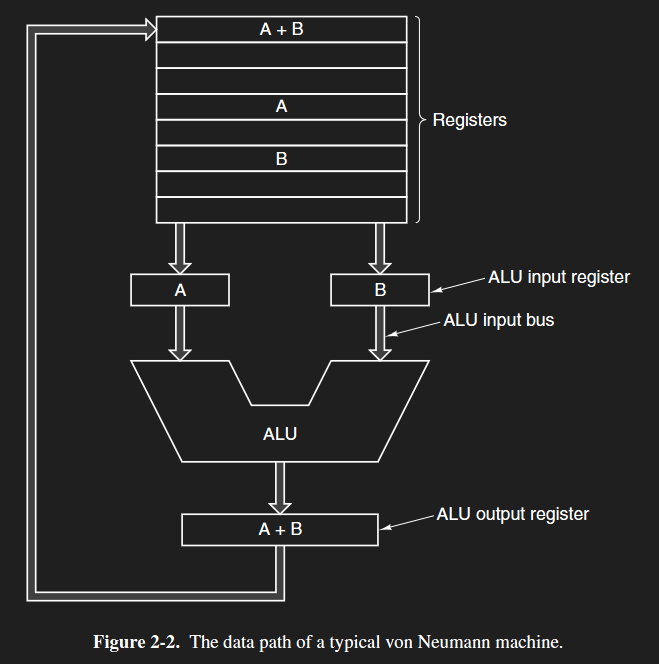 A + B
A
Registers
B
A
B
ALU input register
ALU input bus
ALU
ALU output register
A + B
Figure 2-2. The data path of a typical von Neumann machine.